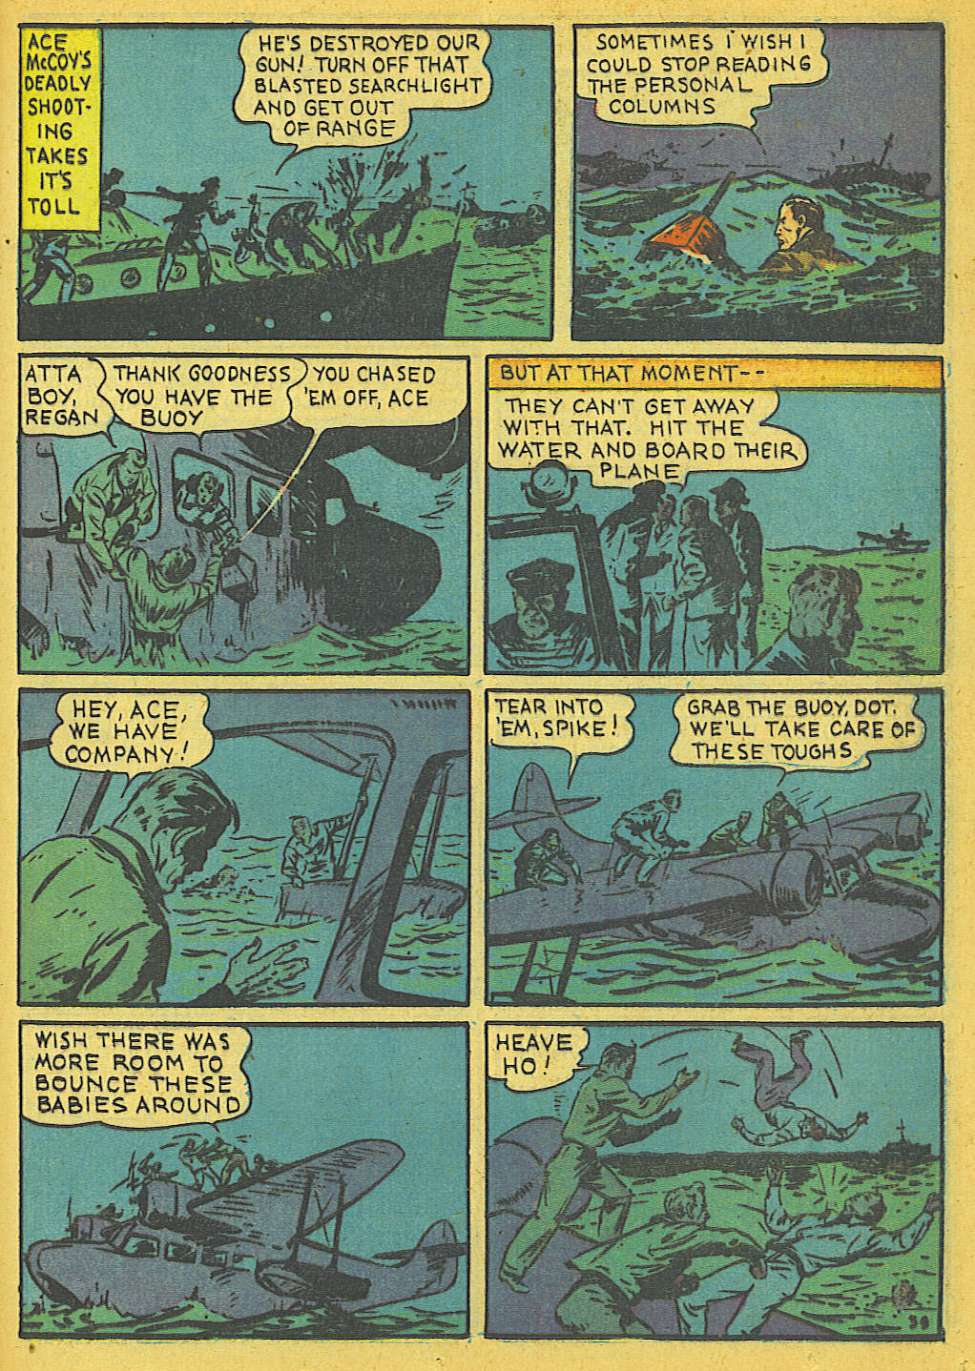 ACE
McCOY'S
DEADLY
SHOOT-
ING
TAKES
IT'S
TOLL
HE'S DESTROYED OUR
GUN! TURN OFF THAT
BLASTED SEARCHLIGHT
AND GET OUT
OF RANGE
SOMETIMES I WISH I
COULD STOP READING
THE PERSONAL
COLUMNS
ATTA
BOY,
REGAN
THANK GOODNESS
YOU HAVE THE
BUOY
YOU CHASED
'EM OFF, ACE
BUT AT THAT MOMENT--
THEY CAN'T GET AWAY
WITH THAT. HIT THE
WATER AND BOARD THEIR
PLANE
HEY, ACE,
WE HAVE
COMPANY!
TEAR INTO
'EM, SPIKE!
GRAB THE BUOY, DOT.
WE'LL TAKE CARE OF
THESE TOUGHS
WISH THERE WAS
MORE ROOM TO
BOUNCE THESE
BABIES AROUND
HEAVE
HO!